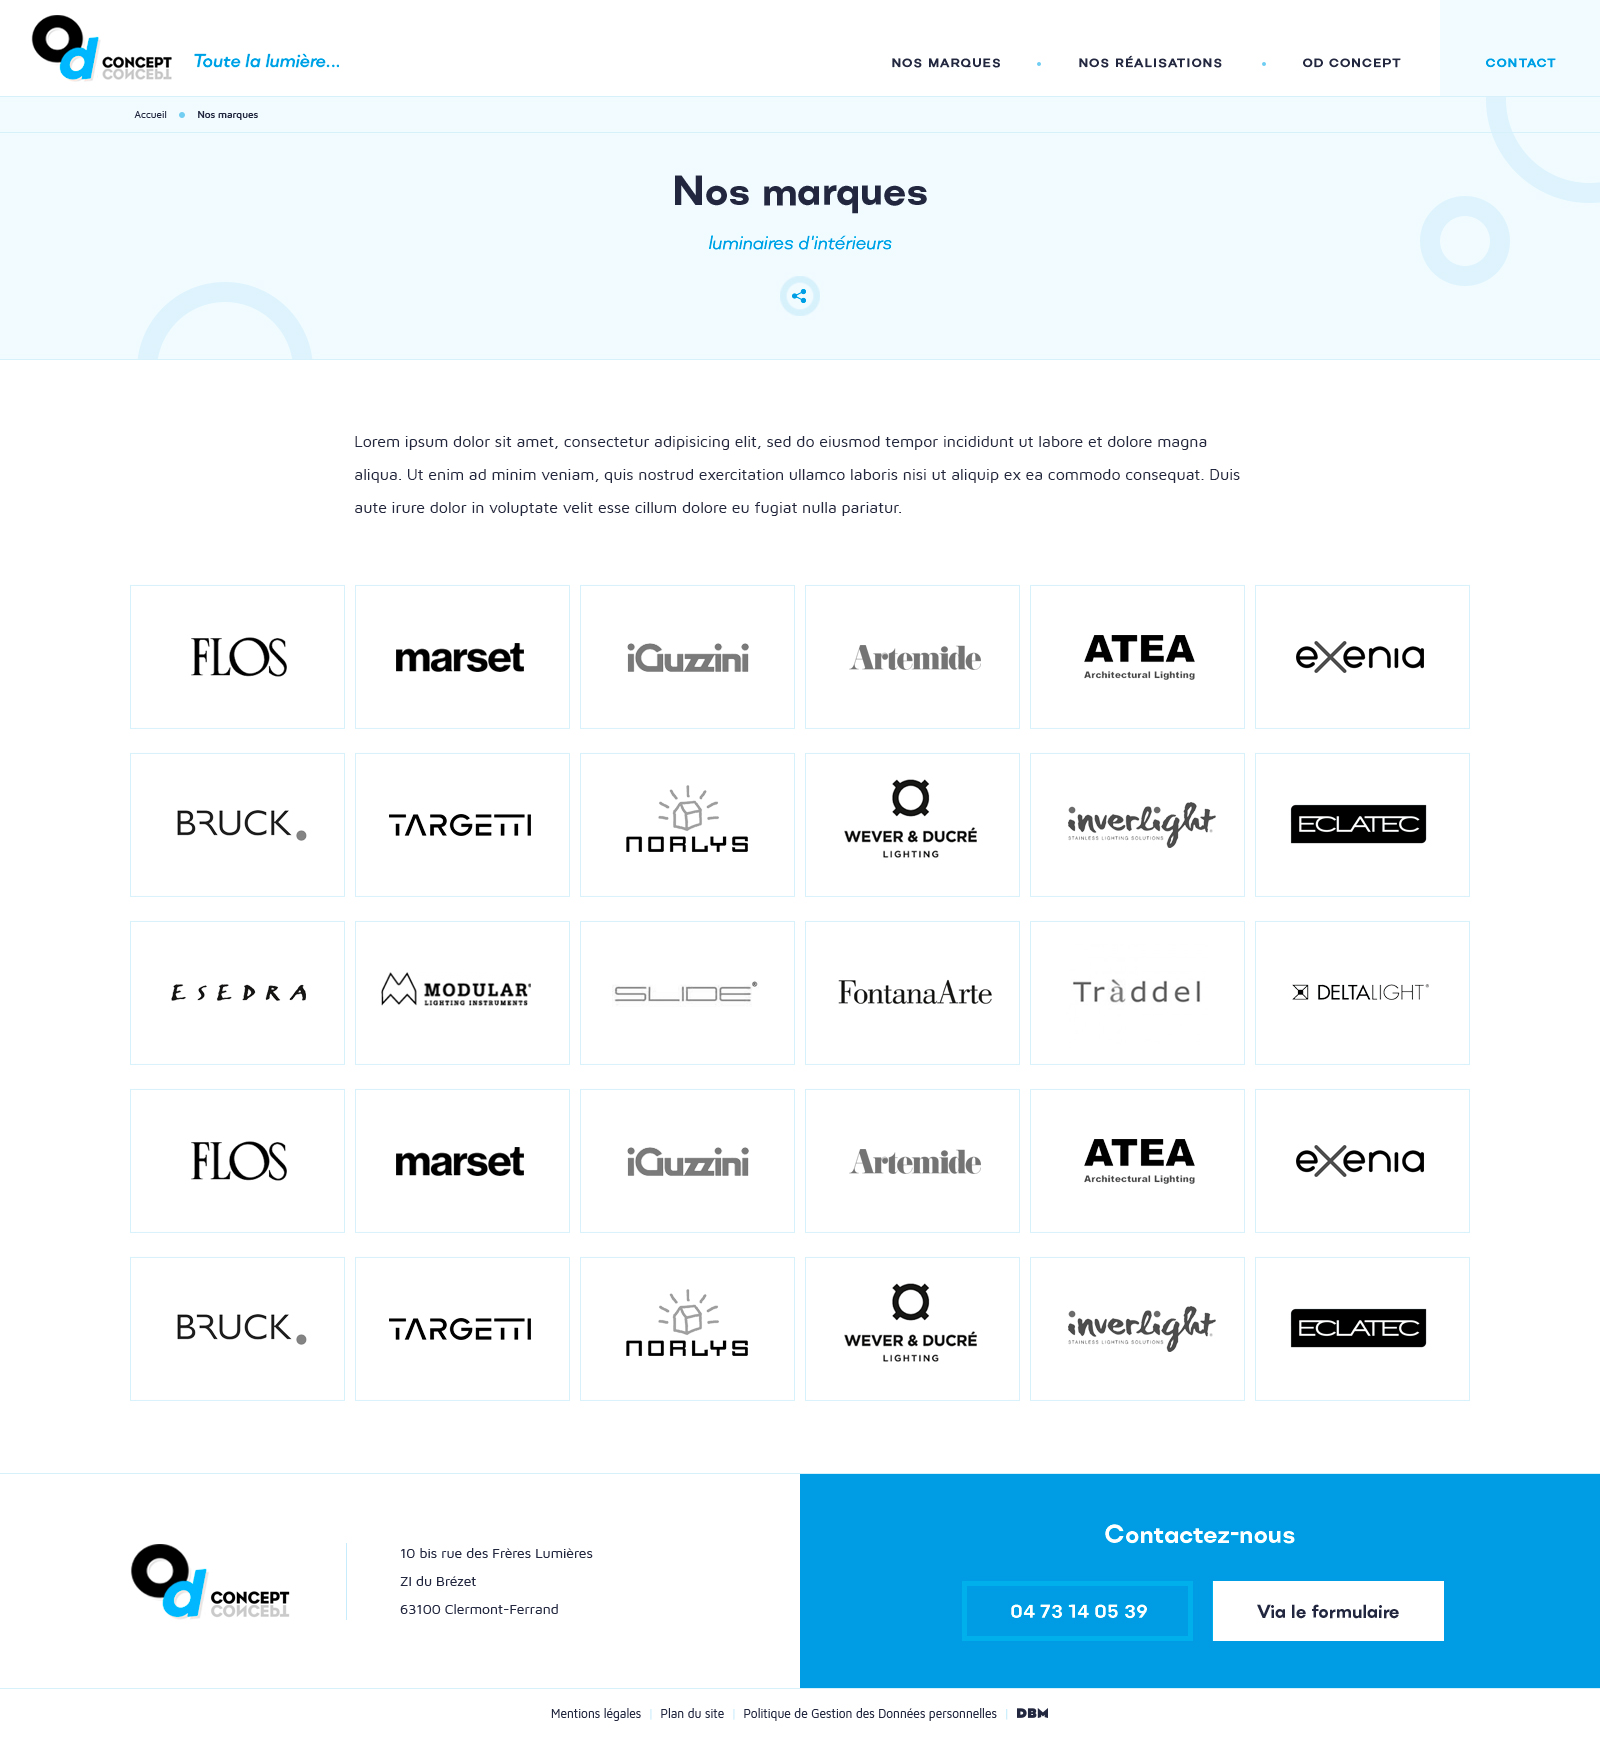 Od CONCEPT
Toute la lumière...
NOS MARQUES
NOS RÉALISATIONS
OD CONCEPT
CONTACT
Accueil
Nos marques
Nos marques
luminaires d'intérieurs
Lorem ipsum dolor sit amet, consectetur adipisicing elit, sed do eiusmod tempor incididunt ut labore et dolore magna
aliqua. Ut enim ad minim veniam, quis nostrud exercitation ullamco laboris nisi ut aliquip ex ea commodo consequat. Duis
aute irure dolor in voluptate velit esse cillum dolore eu fugiat nulla pariatur.
FLOS
marset
iGuzzini
Artemide
ATEA
Architectural Lighting
exenia
BRUCK
TARGETTI
NORLYS
WEVER & DUCRÉ
LIGHTING
inverlight
STAINLESS LIGHTING SOLUTIONS
ECLATEC
ESEDRA
MODULAR
LIGHTING INSTRUMENTS
SLIDE®
FontanaArte
Tràddel
DELTALIGHT®
FLOS
marset
iGuzzini
Artemide
ATEA
Architectural Lighting
exenia
BRUCK
TARGETTI
NORLYS
WEVER & DUCRÉ
LIGHTING
inverlight
STAINLESS LIGHTING SOLUTIONS
ECLATEC
Od CONCEPT
10 bis rue des Frères Lumières
ZI du Brézet
63100 Clermont-Ferrand
Contactez-nous
04 73 14 05 39
Via le formulaire
Mentions légales | Plan du site | Politique de Gestion des Données personnelles | DBM